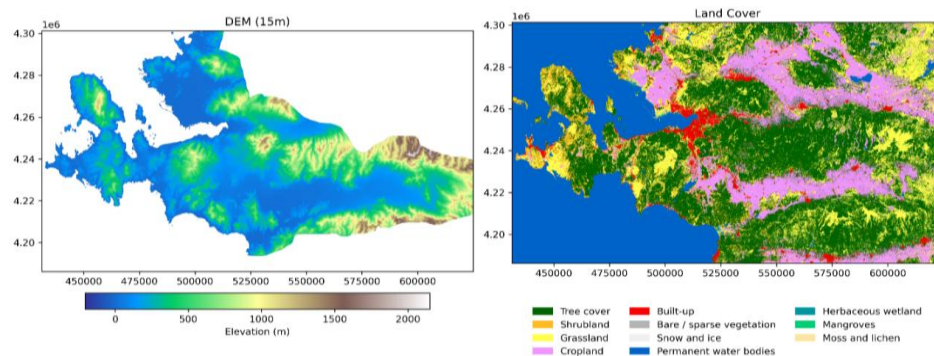 DEM (15m)
1e6
4.30
4.28
4.26
4.24
4.22
4.20
450000 475000 500000 525000 550000 575000 600000
0 500 1000 1500 2000
Elevation (m)
Land Cover
1e6
4.30
4.28
4.26
4.24
4.22
4.20
450000 475000 500000 525000 550000 575000 600000
Tree cover
Shrubland
Grassland
Cropland
Built-up
Bare / sparse vegetation
Snow and ice
Permanent water bodies
Herbaceous wetland
Mangroves
Moss and lichen